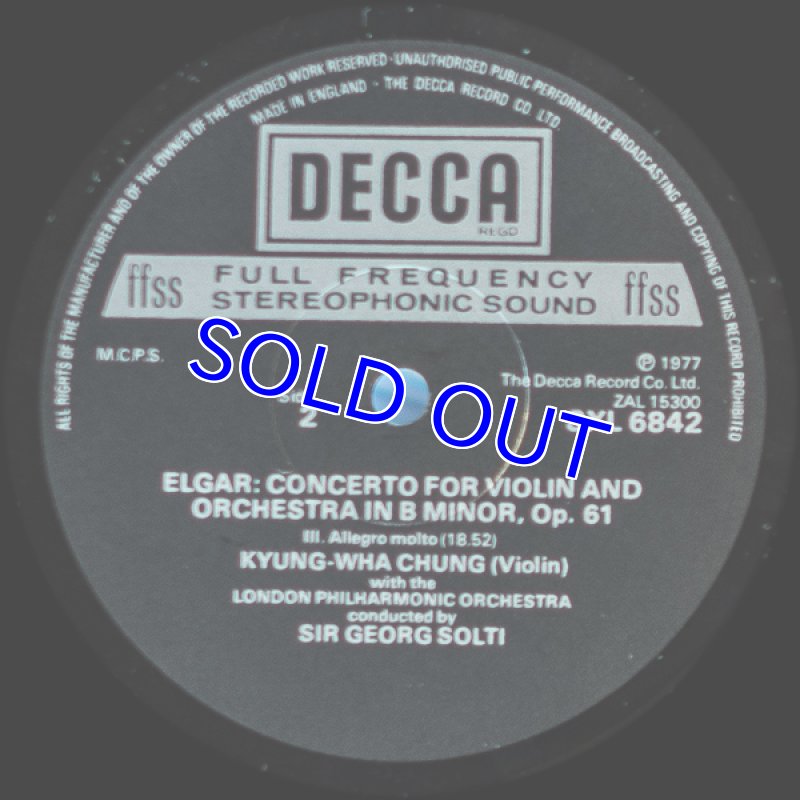 ALL RIGHTS OF THE MANUFACTURER AND OF THE OWNER OF THE RECORDED WORK RESERVED · UNAUTHORISED PUBLIC PERFORMANCE BROADCASTING AND COPYING OF THIS RECORD PROHIBITED
MADE IN ENGLAND · THE DECCA RECORD CO. LTD.
DECCA
REGD
ffss FULL FREQUENCY ffss
STEREOPHONIC SOUND
M.C.P.S. ℗ 1977
The Decca Record Co. Ltd.
ZAL 15300
2 6842
SOLD OUT
ELGAR: CONCERTO FOR VIOLIN AND
ORCHESTRA IN B MINOR, Op. 61
III. Allegro molto (18.52)
KYUNG-WHA CHUNG (Violin)
with the
LONDON PHILHARMONIC ORCHESTRA
conducted by
SIR GEORG SOLTI